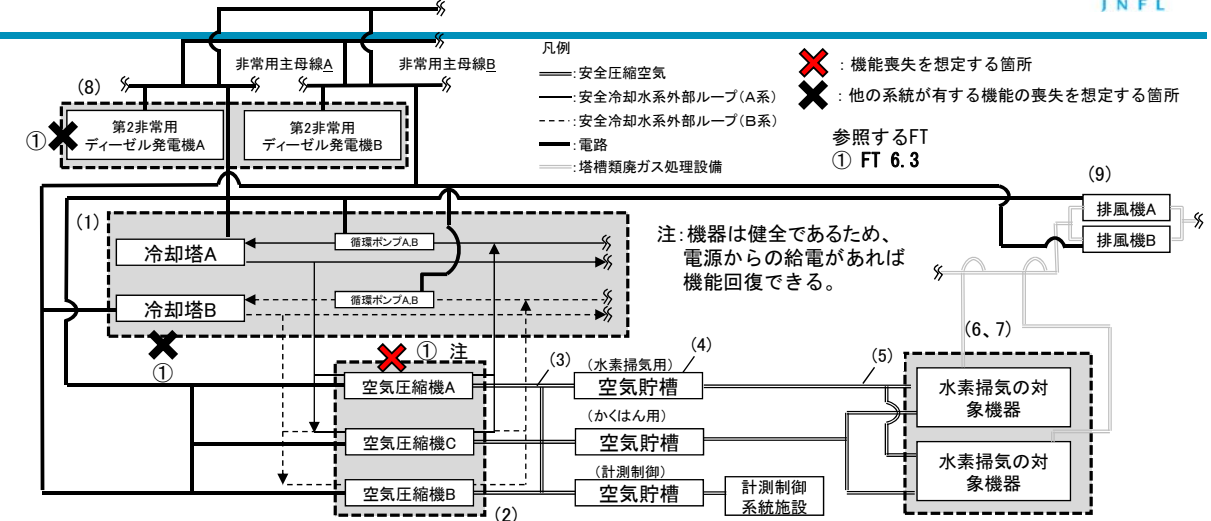 JNFL
非常用主母線A
非常用主母線B
凡例
:安全圧縮空気
:安全冷却水系外部ループ(A系)
:安全冷却水系外部ループ(B系)
:電路
:塔槽類廃ガス処理設備
:機能喪失を想定する箇所
:他の系統が有する機能の喪失を想定する箇所
参照するFT
① FT 6.3
(8)
①
第2非常用
ディーゼル発電機A
第2非常用
ディーゼル発電機B
(9)
排風機A
排風機B
(1)
冷却塔A
循環ポンプA,B
冷却塔B
循環ポンプA,B
①
注:機器は健全であるため、
電源からの給電があれば
機能回復できる。
① 注
空気圧縮機A
空気圧縮機C
空気圧縮機B
(2)
(3)
(水素掃気用)
(4)
空気貯槽
(かくはん用)
空気貯槽
(計測制御)
空気貯槽
計測制御
系統施設
(5)
(6、7)
水素掃気の対
象機器
水素掃気の対
象機器